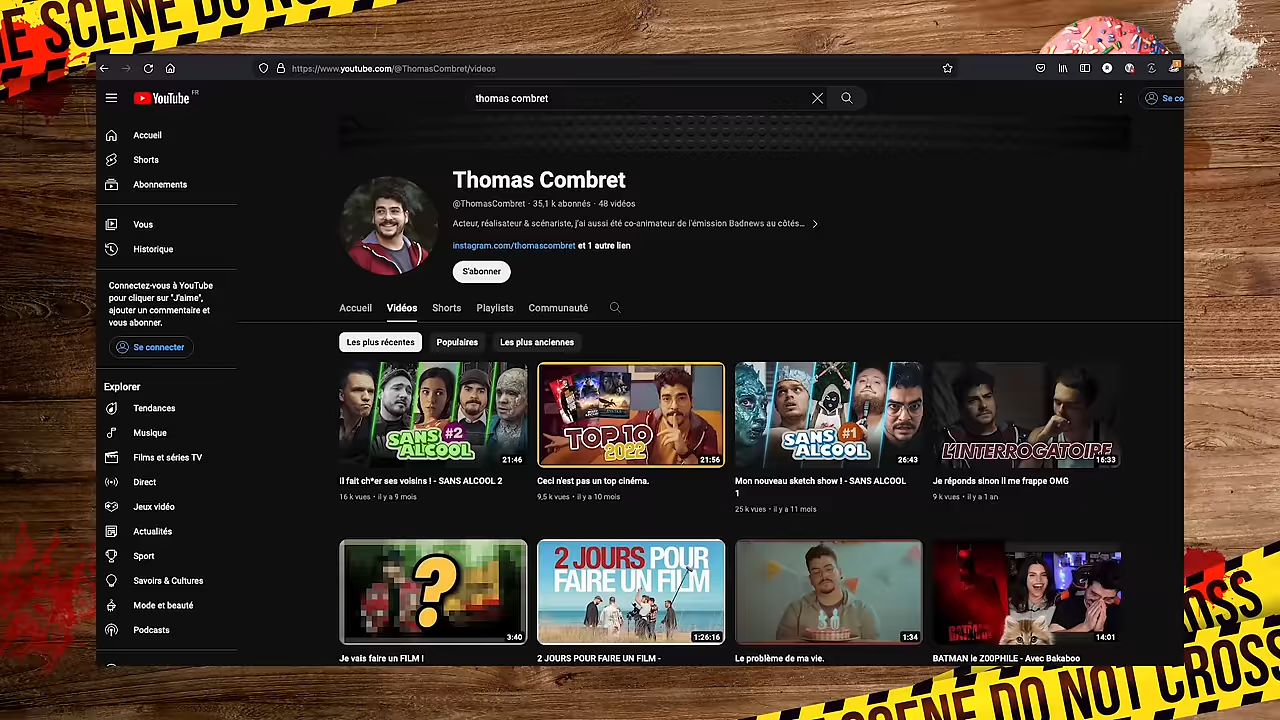 E SCENE DO N
https://www.youtube.com/@ThomasCombret/videos
YouTube FR
omas combret
Se co
Accueil
Shorts
Abonnements
Vous
Historique
Connectez-vous à YouTube
pour cliquer sur "J'aime",
ajouter un commentaire et
vous abonner.
Se connecter
Explorer
Tendances
Musique
Films et séries TV
Direct
Jeux vidéo
Actualités
Sport
Savoirs & Cultures
Mode et beauté
Podcasts
Thomas Combret
@ThomasCombret · 35,1 k abonnés · 48 vidéos
Acteur, réalisateur & scénariste, j'ai aussi été co-animateur de l'émission Badnews au côtés...
instagram.com/thomascombret et 1 autre lien
S'abonner
Accueil Vidéos Shorts Playlists Communauté
Les plus récentes Populaires Les plus anciennes
SANS #2
ALCOOL
21:46
Il fait ch*er ses voisins ! - SANS ALCOOL 2
16 k vues · il y a 9 mois
TOP 10
2022
21:56
Ceci n'est pas un top cinéma.
9,5 k vues · il y a 10 mois
SANS #1
ALCOOL
26:43
Mon nouveau sketch show ! - SANS ALCOOL
1
25 k vues · il y a 11 mois
L'INTERROGATOIRE
16:33
Je réponds sinon il me frappe OMG
9 k vues · il y a 1 an
?
3:40
Je vais faire un FILM !
2 JOURS POUR
FAIRE UN FILM
1:26:16
2 JOURS POUR FAIRE UN FILM -
1:34
Le problème de ma vie.
14:01
BATMAN le ZOOPHILE - Avec Bakaboo
OSS
SCENE DO NOT CROSS